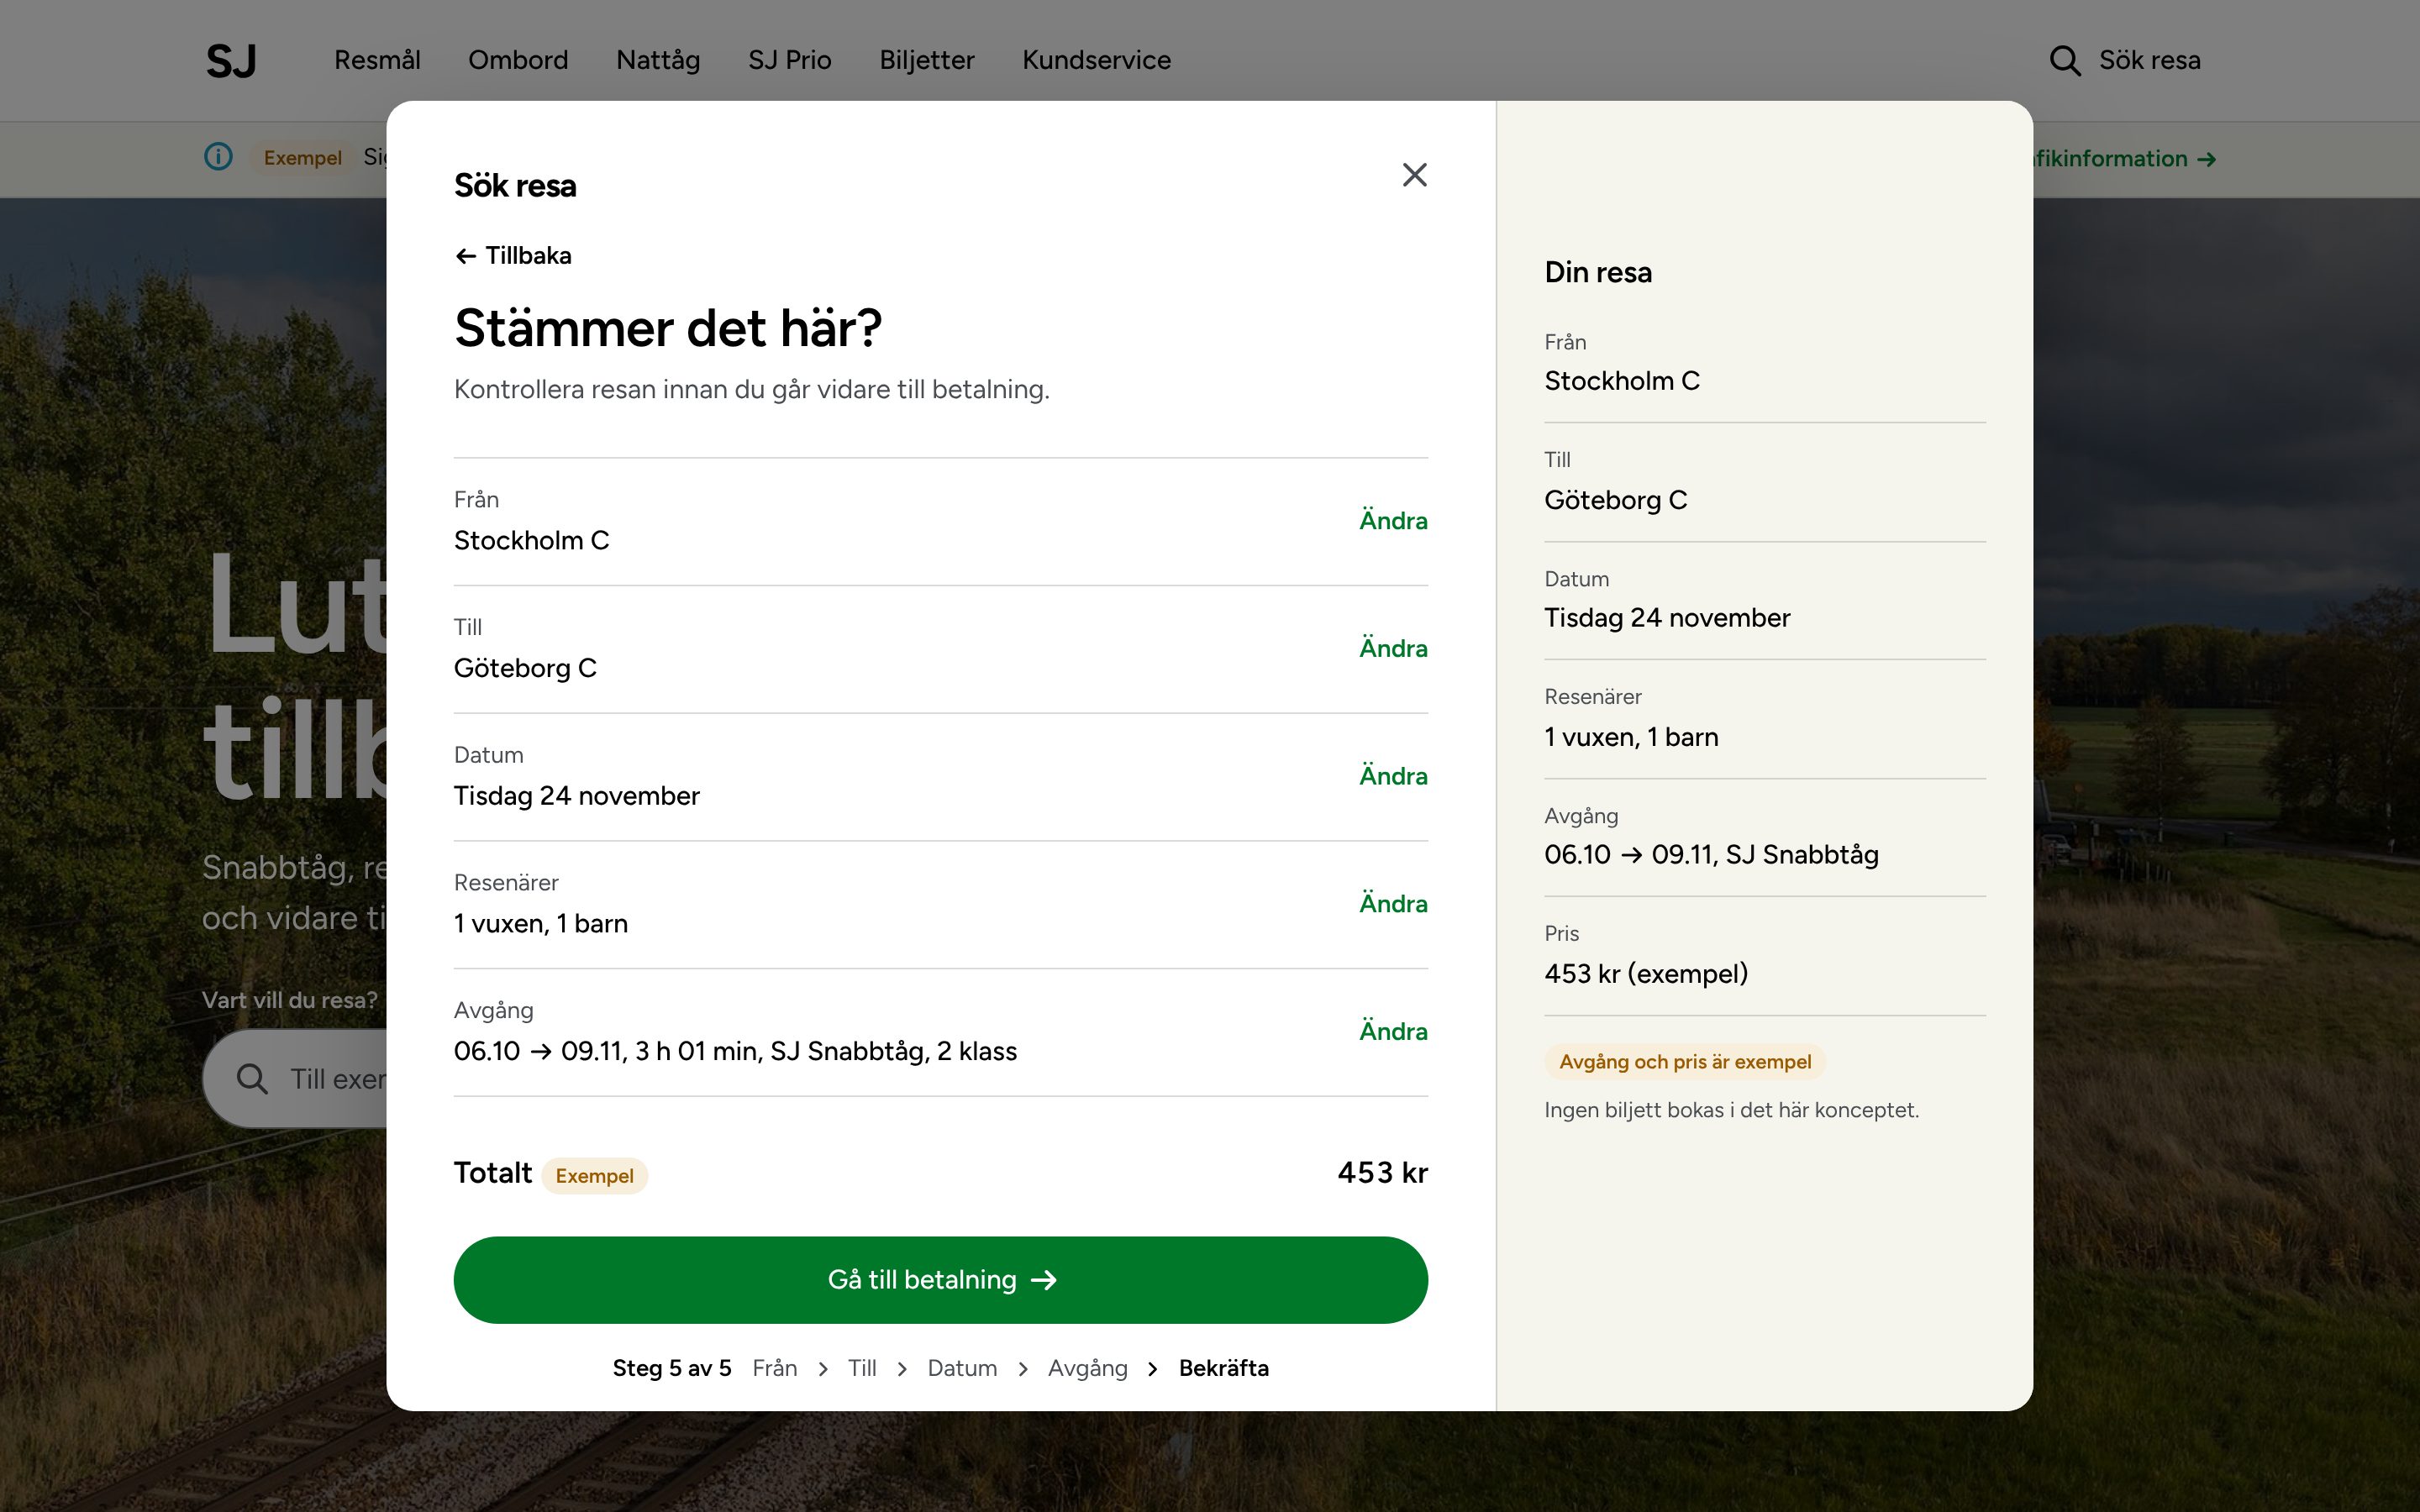 SJ
Resmål
Ombord
Nattåg
SJ Prio
Biljetter
Kundservice
Sök resa
Exempel
Sök resa
Tillbaka
Stämmer det här?
Kontrollera resan innan du går vidare till betalning.
Från
Stockholm C
Ändra
Till
Göteborg C
Ändra
Datum
Tisdag 24 november
Ändra
Resenärer
1 vuxen, 1 barn
Ändra
Avgång
06.10 → 09.11, 3 h 01 min, SJ Snabbtåg, 2 klass
Ändra
Totalt Exempel 453 kr
Gå till betalning →
Steg 5 av 5 Från > Till > Datum > Avgång > Bekräfta
Din resa
Från
Stockholm C
Till
Göteborg C
Datum
Tisdag 24 november
Resenärer
1 vuxen, 1 barn
Avgång
06.10 → 09.11, SJ Snabbtåg
Pris
453 kr (exempel)
Avgång och pris är exempel
Ingen biljett bokas i det här konceptet.
Snabbtåg,
och vidare
Vart vill du resa?
Till